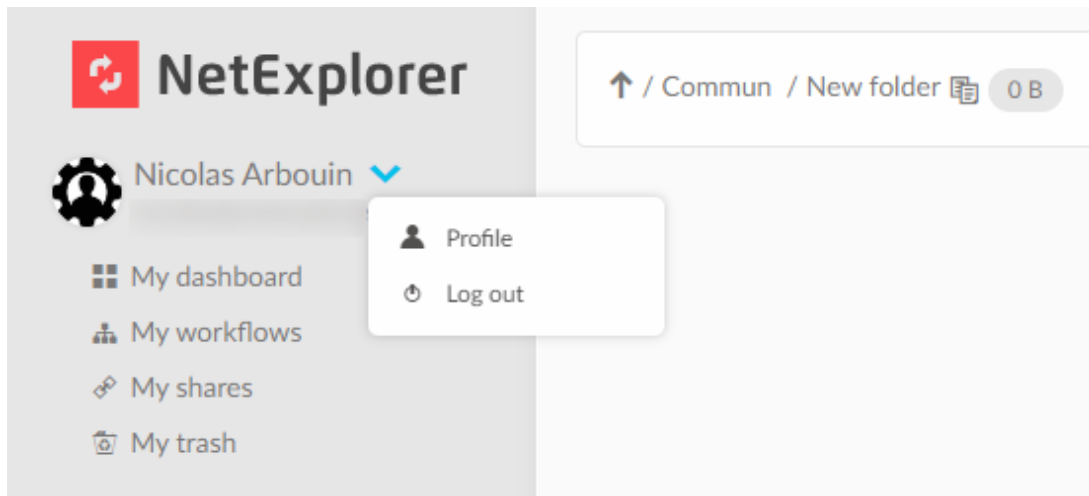 NetExplorer
Nicolas Arbouin
My dashboard
My workflows
My shares
My trash
Profile
Log out
/ Commun / New folder 0 B